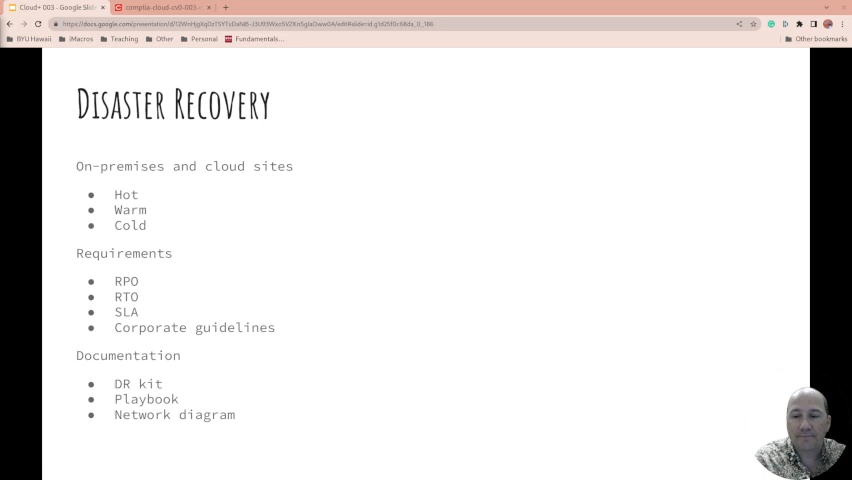 Cloud+ 003 - Google Slide
comptia-cloud-cv0-003-e
BYU Hawaii
iMacros
Teaching
Other
Personal
Fundamentals...
Other bookmarks
Disaster Recovery
On-premises and cloud sites
● Hot
● Warm
● Cold
Requirements
● RPO
● RTO
● SLA
● Corporate guidelines
Documentation
● DR kit
● Playbook
● Network diagram